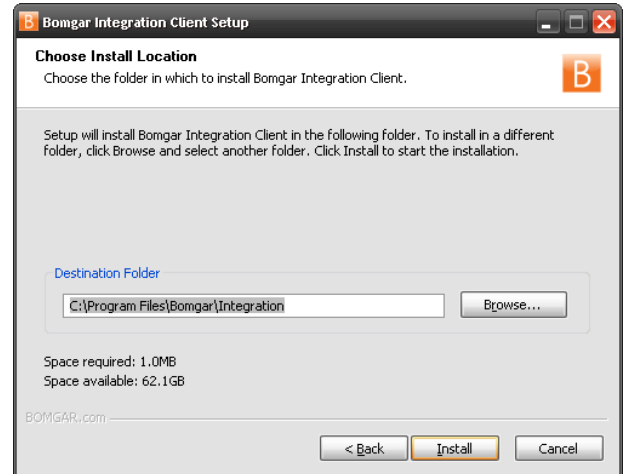 B Bomgar Integration Client Setup
Choose Install Location
Choose the folder in which to install Bomgar Integration Client.
B
Setup will install Bomgar Integration Client in the following folder. To install in a different
folder, click Browse and select another folder. Click Install to start the installation.
Destination Folder
C:\Program Files\Bomgar\Integration
Browse...
Space required: 1.0MB
Space available: 62.1GB
BOMGAR.com
< Back
Install
Cancel